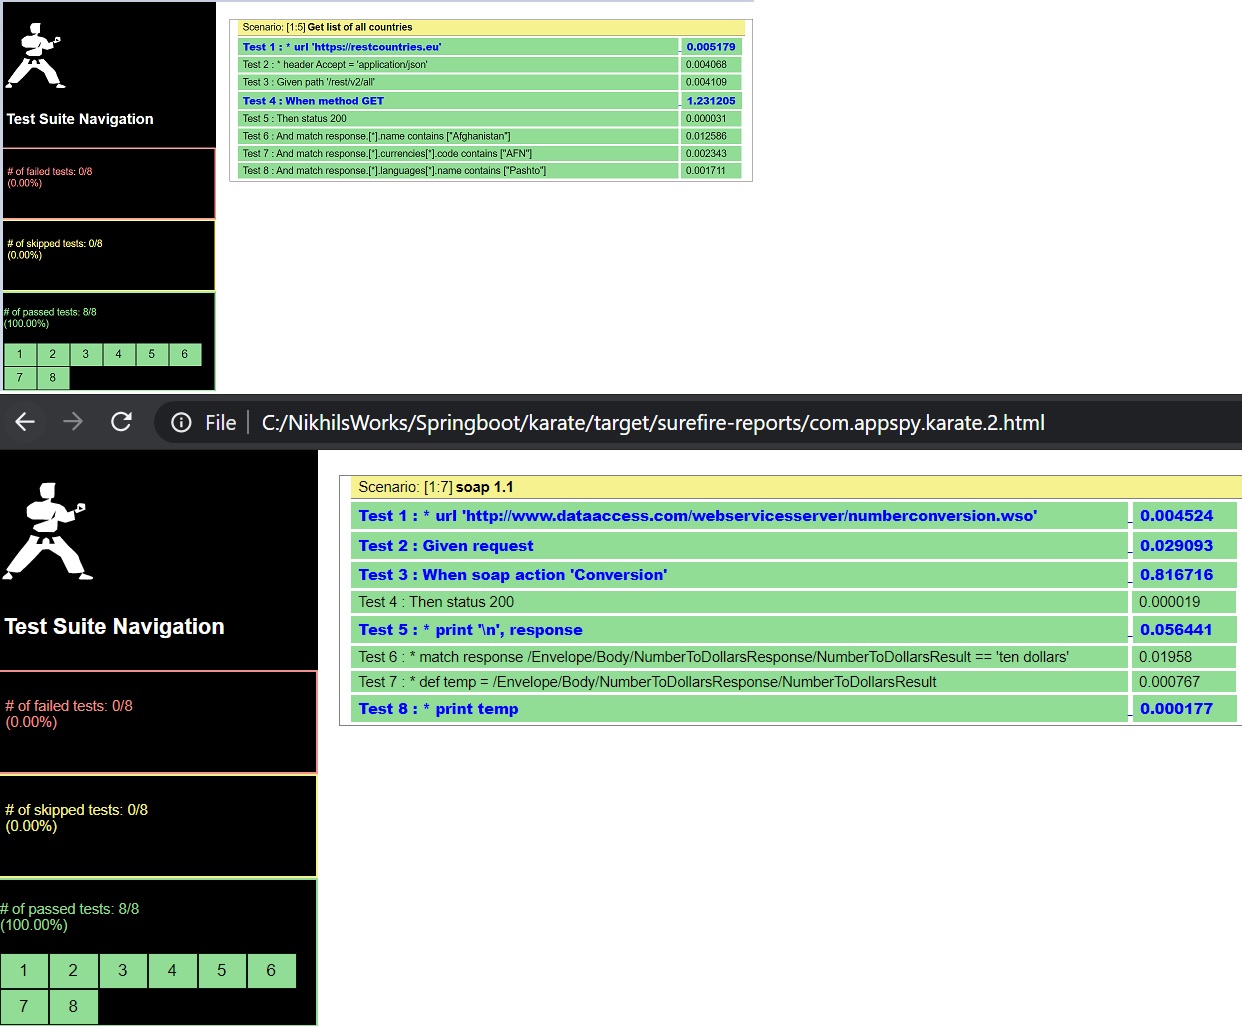 Test Suite Navigation
# of failed tests: 0/8
(0.00%)
# of skipped tests: 0/8
(0.00%)
# of passed tests: 8/8
(100.00%)
1 2 3 4 5 6
7 8
Scenario: [1:5] Get list of all countries
Test 1 : * url 'https://restcountries.eu' 0.005179
Test 2 : * header Accept = 'application/json' 0.004068
Test 3 : Given path '/rest/v2/all' 0.004109
Test 4 : When method GET 1.231205
Test 5 : Then status 200 0.000031
Test 6 : And match response.[*].name contains ["Afghanistan"] 0.012586
Test 7 : And match response.[*].currencies[*].code contains ["AFN"] 0.002343
Test 8 : And match response.[*].languages[*].name contains ["Pashto"] 0.001711
File C:/NikhilsWorks/Springboot/karate/target/surefire-reports/com.appspy.karate.2.html
Test Suite Navigation
# of failed tests: 0/8
(0.00%)
# of skipped tests: 0/8
(0.00%)
# of passed tests: 8/8
(100.00%)
1 2 3 4 5 6
7 8
Scenario: [1:7] soap 1.1
Test 1 : * url 'http://www.dataaccess.com/webservicesserver/numberconversion.wso' 0.004524
Test 2 : Given request 0.029093
Test 3 : When soap action 'Conversion' 0.816716
Test 4 : Then status 200 0.000019
Test 5 : * print '\n', response 0.056441
Test 6 : * match response /Envelope/Body/NumberToDollarsResponse/NumberToDollarsResult == 'ten dollars' 0.01958
Test 7 : * def temp = /Envelope/Body/NumberToDollarsResponse/NumberToDollarsResult 0.000767
Test 8 : * print temp 0.000177